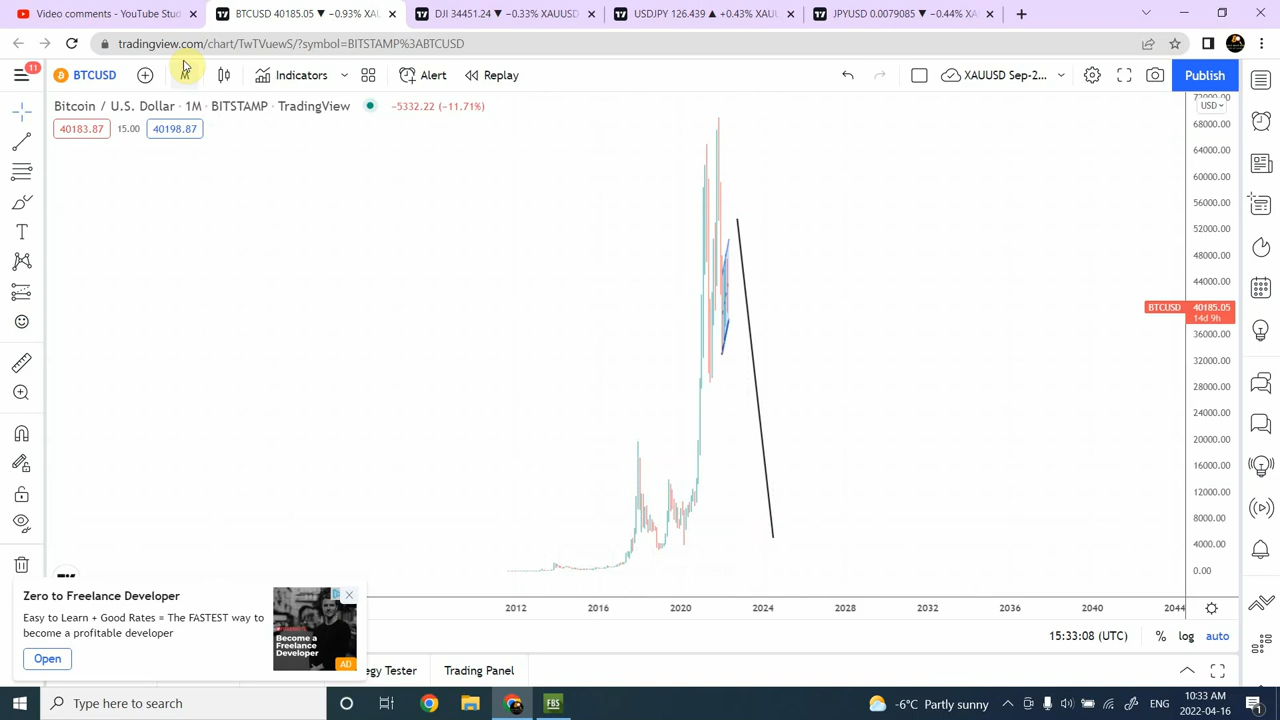 YouTube Video comments - YouTu
BTCUSD 40185.05 ▼ −0.93% XAU
DJI 34451.24 ▼ −0.33% XAUUSD
USDJPY 126.439 ▲ +0.43% XAU
JPYUSD 0.0079085 ▼ −0.44% XA
tradingview.com/chart/TwTVuewS/?symbol=BITSTAMP%3ABTCUSD
11
BTCUSD
M
Indicators
Alert
Replay
XAUUSD Sep-2...
Publish
Bitcoin / U.S. Dollar · 1M · BITSTAMP · TradingView
−5332.22 (−11.71%)
40183.87
15.00
40198.87
USD
72000.00
68000.00
64000.00
60000.00
56000.00
52000.00
48000.00
44000.00
BTCUSD 40185.05
14d 9h
36000.00
32000.00
28000.00
24000.00
20000.00
16000.00
12000.00
8000.00
4000.00
0.00
2012
2016
2020
2024
2028
2032
2036
2040
2044
Zero to Freelance Developer
Easy to Learn + Good Rates = The FASTEST way to
become a profitable developer
Open
Become a
Freelance
Developer
AD
15:33:08 (UTC)
%
log
auto
egy Tester
Trading Panel
Type here to search
FBS
-6°C Partly sunny
ENG
10:33 AM
2022-04-16
1